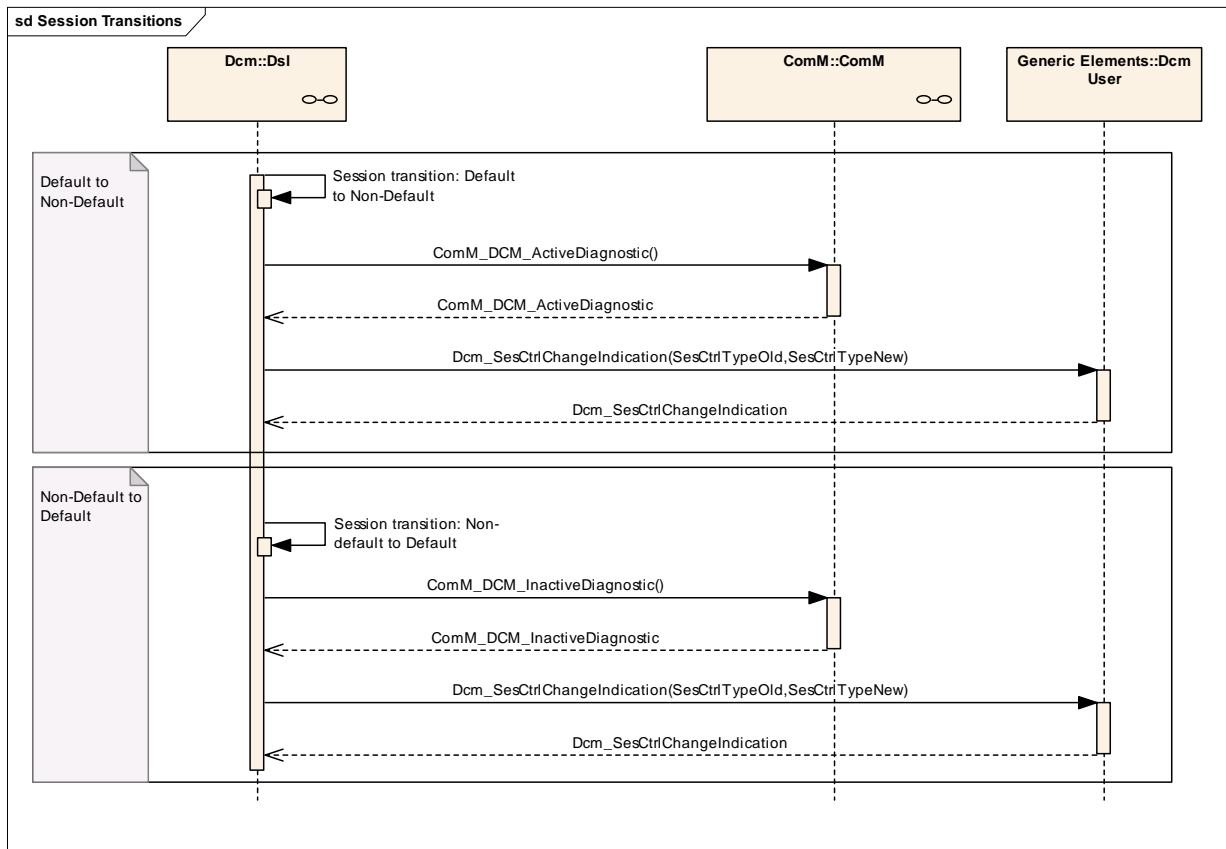 sd Session Transitions
Dcm::Dsl
ComM::ComM
Generic Elements::Dcm
User
Default to
Non-Default
Session transition: Default
to Non-Default
ComM_DCM_ActiveDiagnostic()
ComM_DCM_ActiveDiagnostic
Dcm_SesCtrlChangeIndication(SesCtrlTypeOld,SesCtrlTypeNew)
Dcm_SesCtrlChangeIndication
Non-Default to
Default
Session transition: Non-
default to Default
ComM_DCM_InactiveDiagnostic()
ComM_DCM_InactiveDiagnostic
Dcm_SesCtrlChangeIndication(SesCtrlTypeOld,SesCtrlTypeNew)
Dcm_SesCtrlChangeIndication